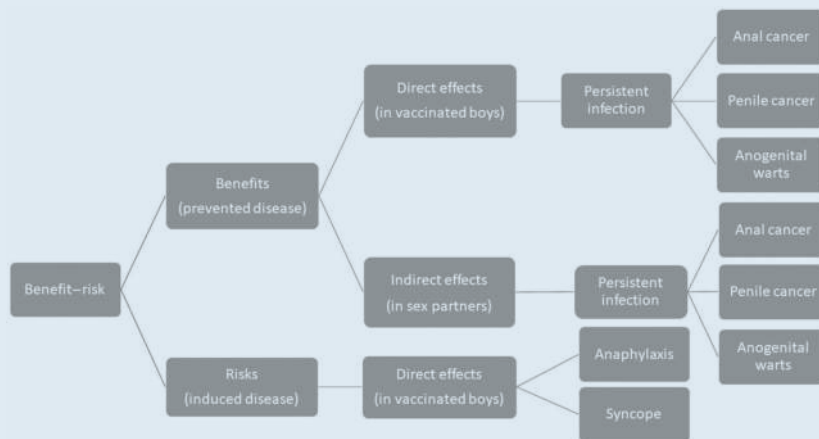 Benefit–risk
Benefits
(prevented disease)
Direct effects
(in vaccinated boys)
Persistent
infection
Anal cancer
Penile cancer
Anogenital
warts
Indirect effects
(in sex partners)
Persistent
infection
Anal cancer
Penile cancer
Anogenital
warts
Risks
(induced disease)
Direct effects
(in vaccinated boys)
Anaphylaxis
Syncope